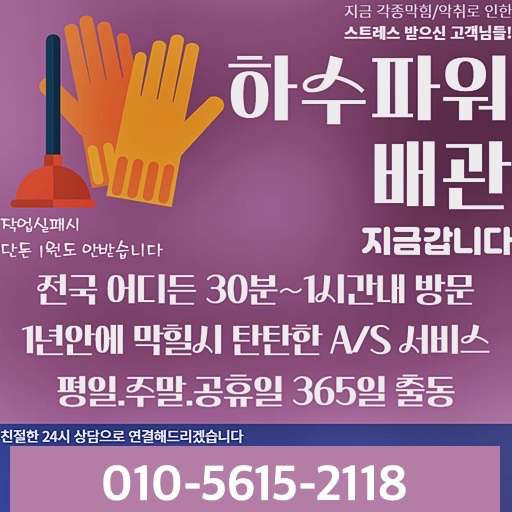 지금 각종막힘/악취로 인한
스트레스 받으신 고객님들!
하수파워
배관
지금갑니다
작업실패시
단돈 1원도 안받습니다
전국 어디든 30분~1시간내 방문
1년안에 막힐시 탄탄한 A/S 서비스
평일.주말.공휴일 365일 출동
친절한 24시 상담으로 연결해드리겠습니다
010-5615-2118